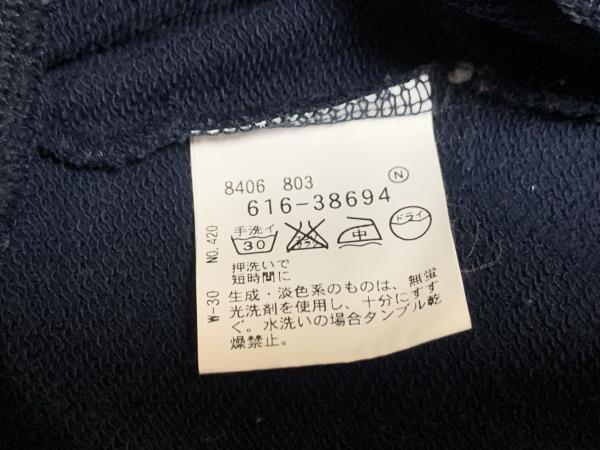 8406 803 Ⓝ
616-38694
手洗イ
30
中
ドライ
押洗いで
短時間に
生成・淡色系のものは、無蛍
光洗剤を使用し、十分にすす
ぐ。水洗いの場合タンブル乾
燥禁止。
W-30 NO.420